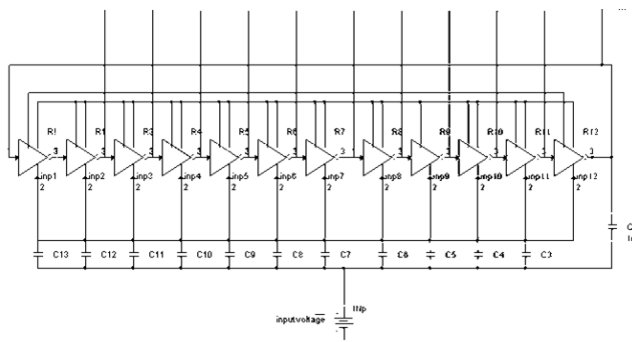 ...
R! R1 R3 R4 R5 R6 R7 R8 R9 R10 R11 R12
3 3 3 3 3 3 3 3 3 3 3 3
inp1 inp2 inp3 inp4 inp5 inp6 inp7 inp8 inp9 inp10 inp11 inp12
2 2 2 2 2 2 2 2 2 2 2 2
C13 C12 C11 C10 C9 C8 C7 C6 C5 C4 C3
inputvoltage